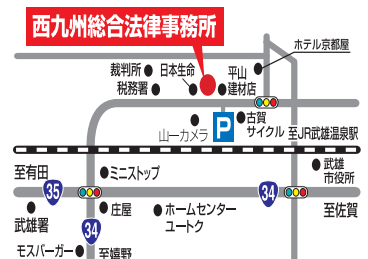 西九州総合法律事務所
ホテル京都屋
裁判所
日本生命
平山
建材店
税務署
山一カメラ
P
古賀
サイクル
至JR武雄温泉駅
至有田
ミニストップ
武雄
市役所
35
34
庄屋
ホームセンター
ユートク
至佐賀
武雄署
34
モスバーガー
至嬉野